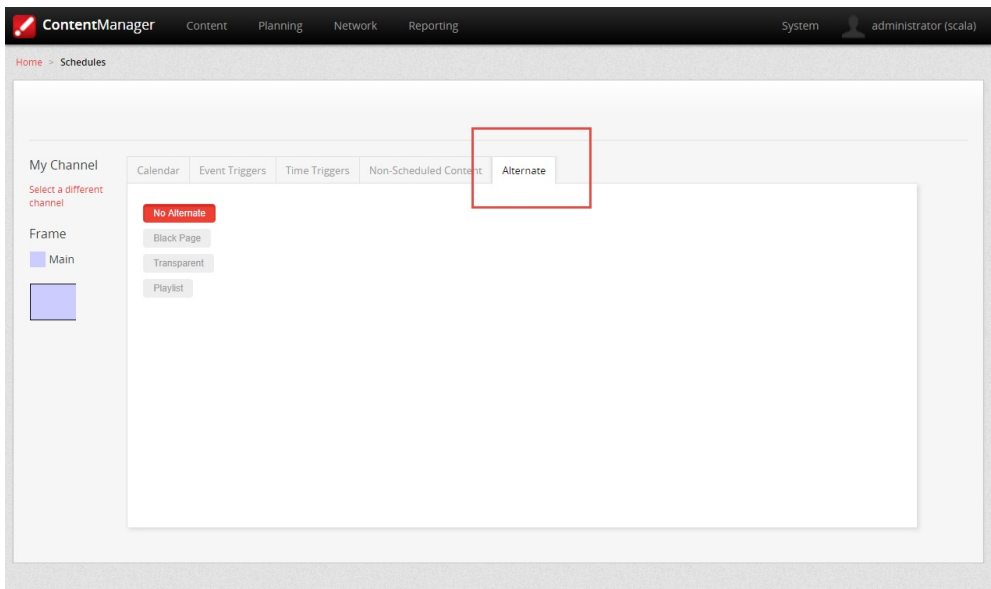 ContentManager Content Planning Network Reporting System administrator (scala)
Home > Schedules
My Channel
Select a different
channel
Frame
Main
Calendar Event Triggers Time Triggers Non-Scheduled Content Alternate
No Alternate
Black Page
Transparent
Playlist